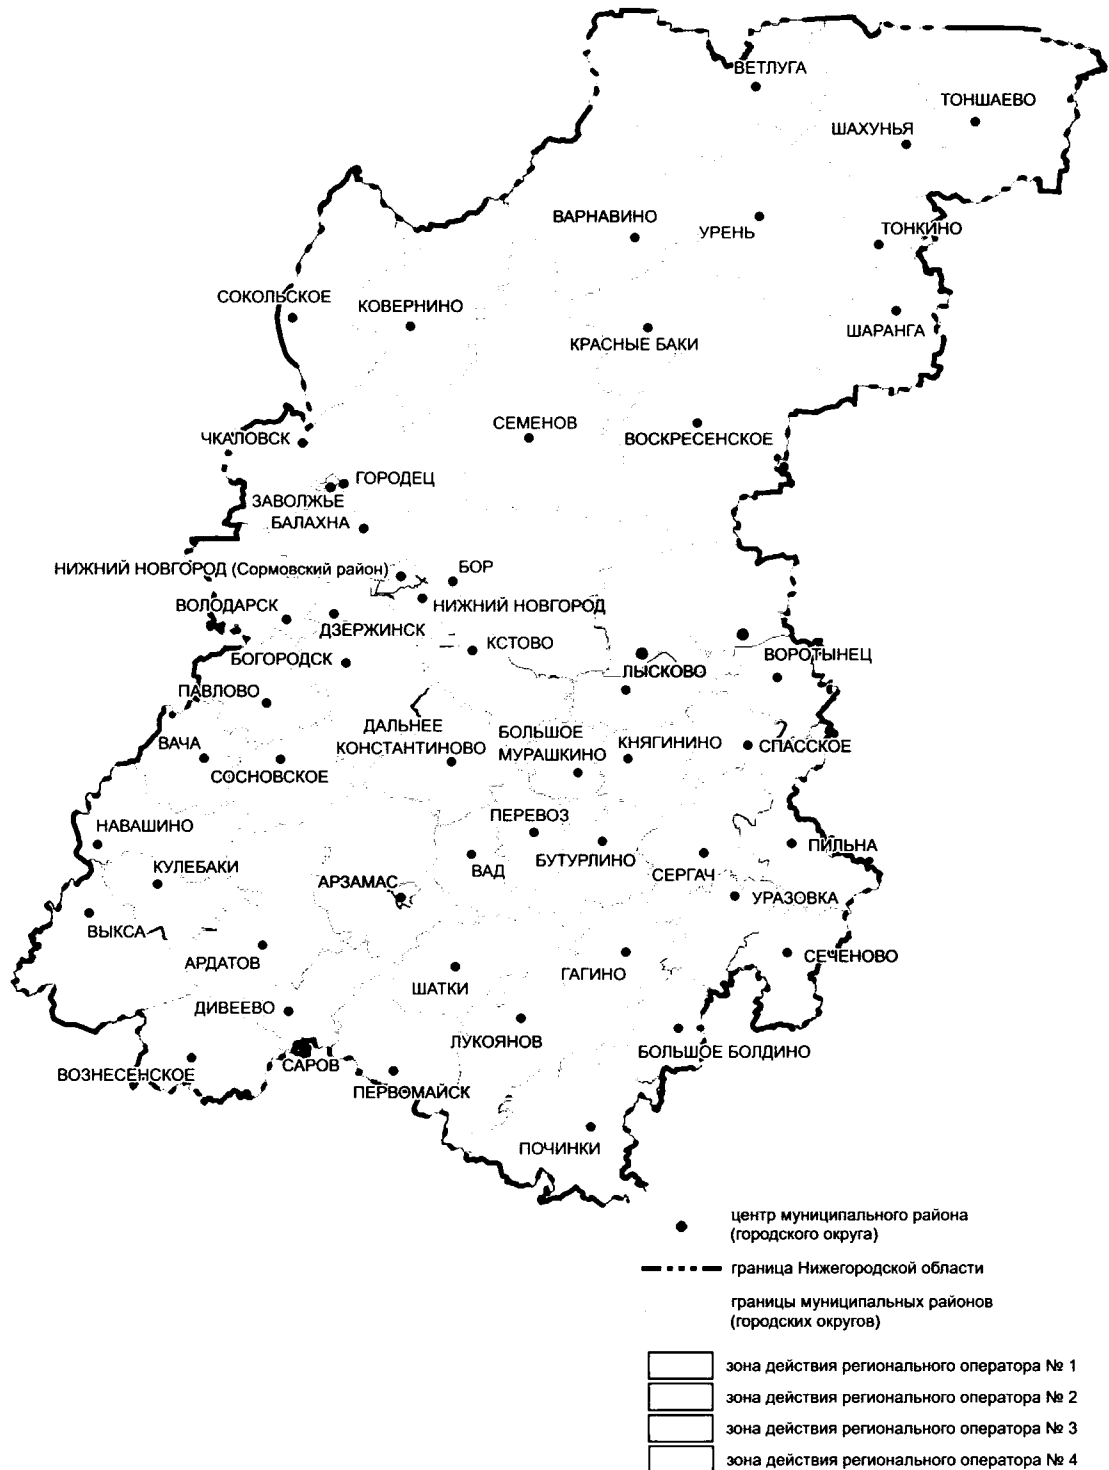 ВЕТЛУГА
ТОНШАЕВО
ШАХУНЬЯ
ВАРНАВИНО
УРЕНЬ
ТОНКИНО
СОКОЛЬСКОЕ
КОВЕРНИНО
ШАРАНГА
КРАСНЫЕ БАКИ
СЕМЕНОВ
ВОСКРЕСЕНСКОЕ
ЧКАЛОВСК
ГОРОДЕЦ
ЗАВОЛЖЬЕ
БАЛАХНА
НИЖНИЙ НОВГОРОД (Сормовский район)
БОР
ВОЛОДАРСК
НИЖНИЙ НОВГОРОД
ДЗЕРЖИНСК
КСТОВО
БОГОРОДСК
ЛЫСКОВО
ВОРОТЫНЕЦ
ПАВЛОВО
ДАЛЬНЕЕ
КОНСТАНТИНОВО
БОЛЬШОЕ
МУРАШКИНО
КНЯГИНИНО
СПАССКОЕ
ВАЧА
СОСНОВСКОЕ
НАВАШИНО
ПЕРЕВОЗ
ПИЛЬНА
КУЛЕБАКИ
ВАД
БУТУРЛИНО
СЕРГАЧ
АРЗАМАС
УРАЗОВКА
ВЫКСА
АРДАТОВ
СЕЧЕНОВО
ГАГИНО
ШАТКИ
ДИВЕЕВО
ЛУКОЯНОВ
БОЛЬШОЕ БОЛДИНО
САРОВ
ВОЗНЕСЕНСКОЕ
ПЕРВОМАЙСК
ПОЧИНКИ
центр муниципального района
(городского округа)
граница Нижегородской области
границы муниципальных районов
(городских округов)
зона действия регионального оператора № 1
зона действия регионального оператора № 2
зона действия регионального оператора № 3
зона действия регионального оператора № 4